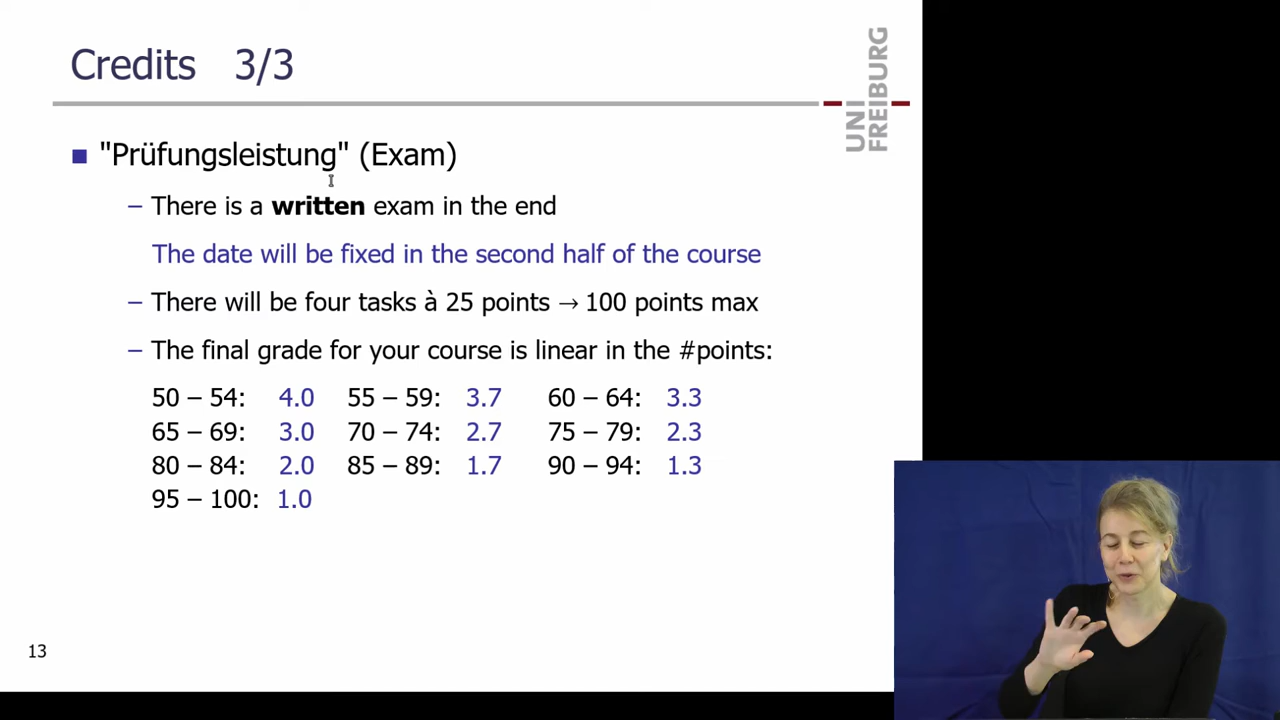 Credits 3/3
UNI
FREIBURG
"Prüfungsleistung" (Exam)
– There is a written exam in the end
The date will be fixed in the second half of the course
– There will be four tasks à 25 points → 100 points max
– The final grade for your course is linear in the #points:
50 – 54: 4.0 55 – 59: 3.7 60 – 64: 3.3
65 – 69: 3.0 70 – 74: 2.7 75 – 79: 2.3
80 – 84: 2.0 85 – 89: 1.7 90 – 94: 1.3
95 – 100: 1.0
13